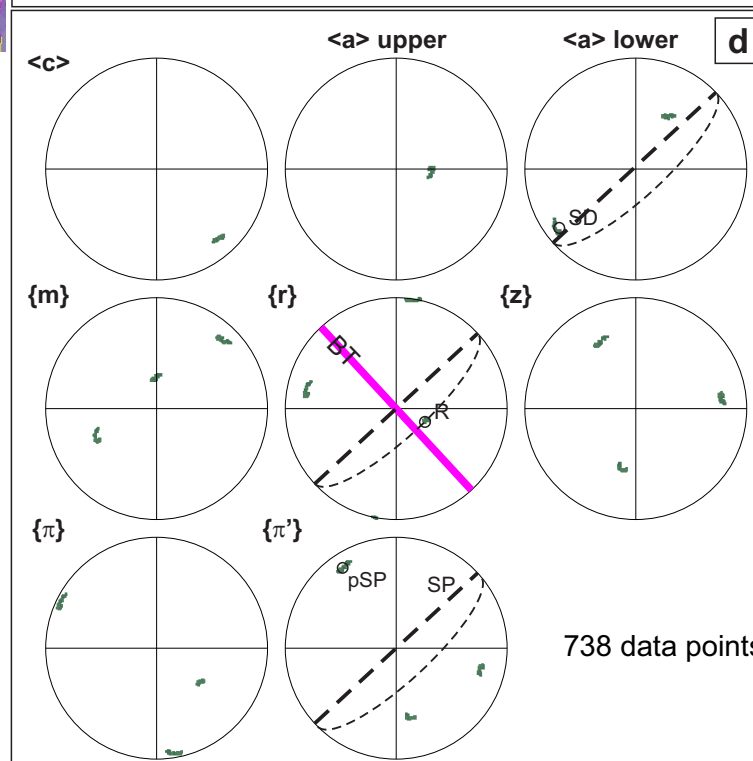 d
<c>
<a> upper
<a> lower
SD
{m}
{r}
{z}
BT
R
{π}
{π'}
pSP
SP
738 data points